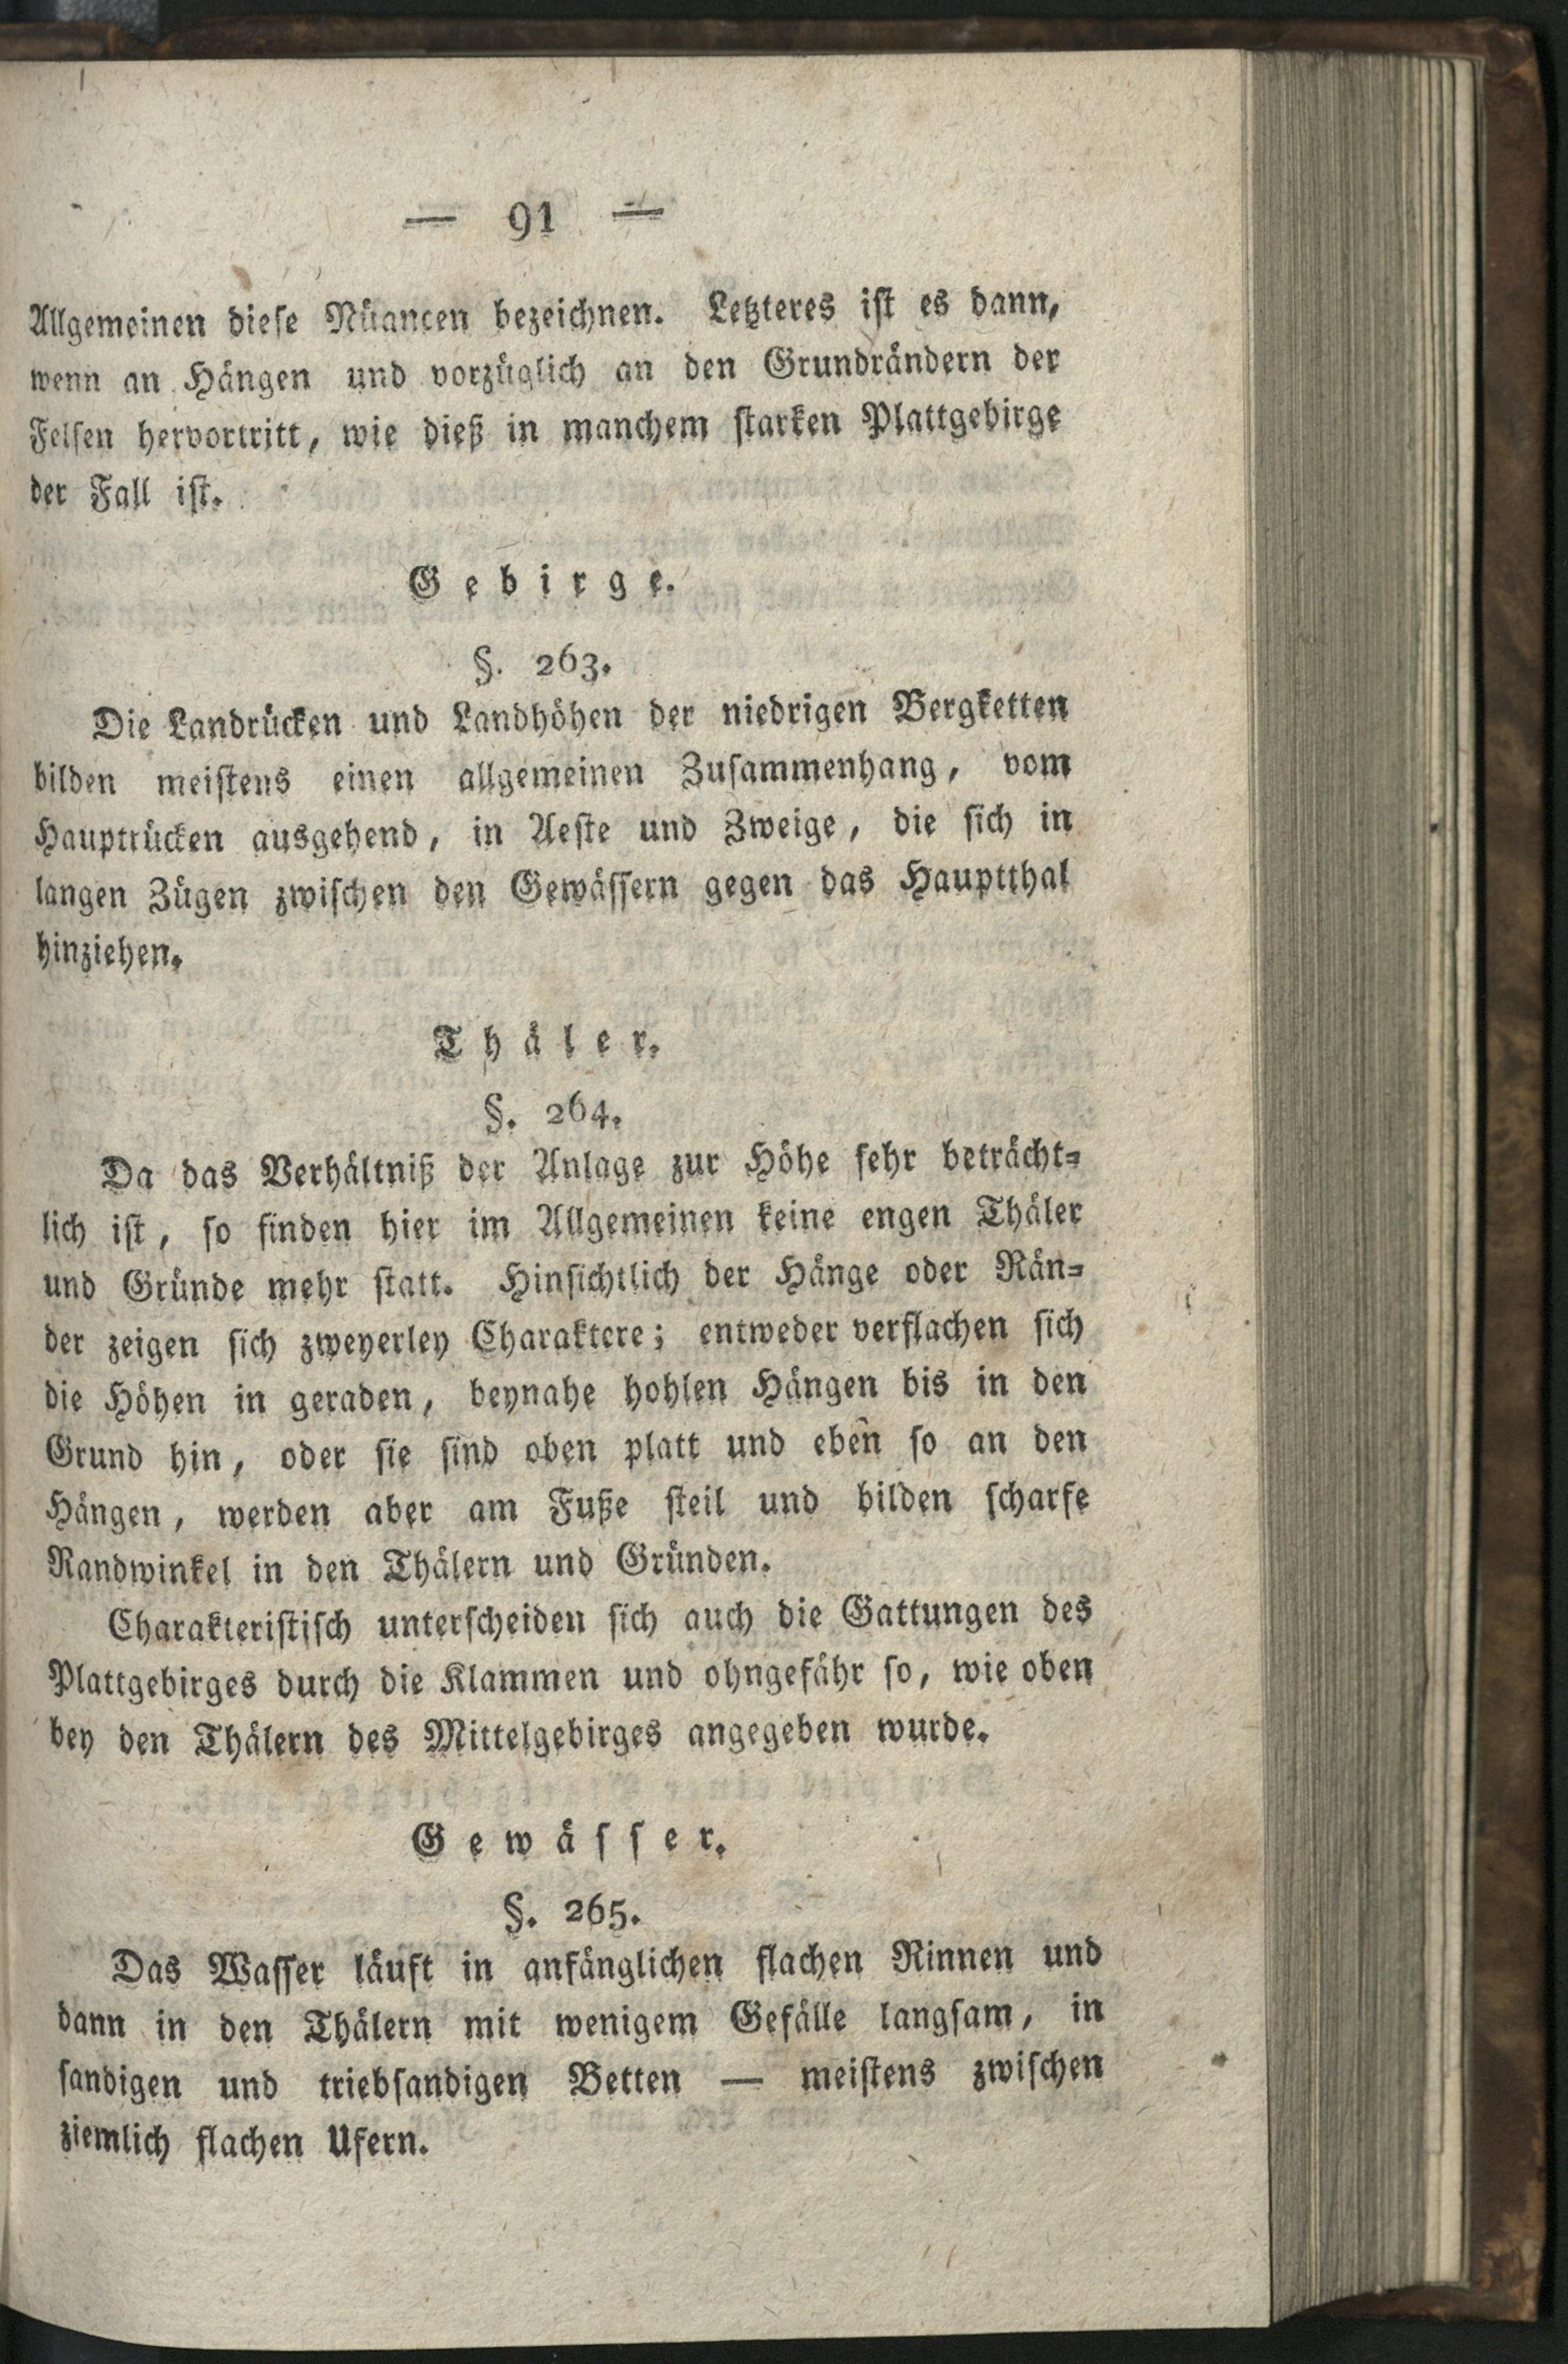 — 91 —
Allgemeinen diese Nüancen bezeichnen. Letzteres ist es dann,
wenn an Hängen und vorzüglich an den Grundrändern der
Felsen hervortritt, wie dieß in manchem starken Plattgebirge
der Fall ist.
Gebirge.
§. 263.
Die Landrücken und Landhöhen der niedrigen Bergketten
bilden meistens einen allgemeinen Zusammenhang, vom
Hauptrücken ausgehend, in Aeste und Zweige, die sich in
langen Zügen zwischen den Gewässern gegen das Hauptthal
hinziehen.
Thäler.
§. 264.
Da das Verhältniß der Anlage zur Höhe sehr beträcht=
lich ist, so finden hier im Allgemeinen keine engen Thäler
und Gründe mehr statt. Hinsichtlich der Hänge oder Rän=
der zeigen sich zweyerley Charaktere; entweder verflachen sich
die Höhen in geraden, beynahe hohlen Hängen bis in den
Grund hin, oder sie sind oben platt und eben so an den
Hängen, werden aber am Fuße steil und bilden scharfe
Randwinkel in den Thälern und Gründen.
Charakteristisch unterscheiden sich auch die Gattungen des
Plattgebirges durch die Klammen und ohngefähr so, wie oben
bey den Thälern des Mittelgebirges angegeben wurde.
Gewässer.
§. 265.
Das Wasser läuft in anfänglichen flachen Rinnen und
dann in den Thälern mit wenigem Gefälle langsam, in
sandigen und triebsandigen Betten — meistens zwischen
ziemlich flachen Ufern.